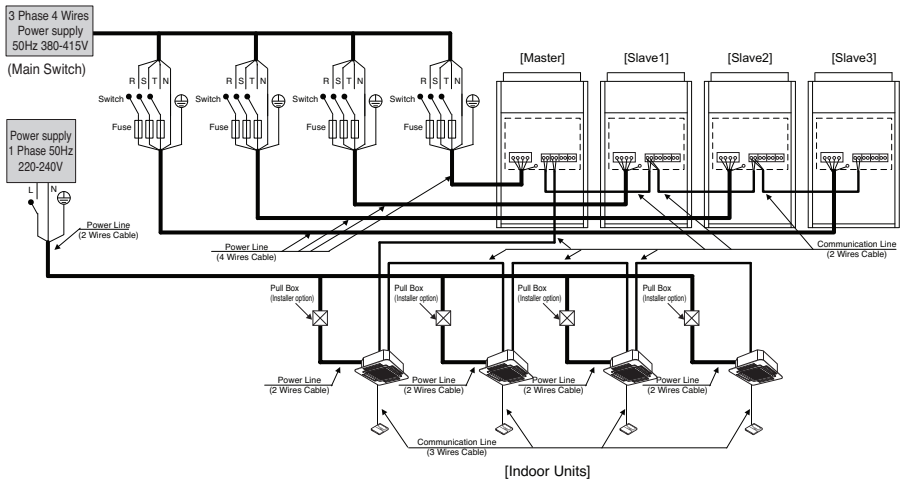 3 Phase 4 Wires
Power supply
50Hz 380-415V
(Main Switch)
R S T N
Switch
Fuse
R S T N
Switch
Fuse
R S T N
Switch
Fuse
R S T N
Switch
Fuse
[Master]
[Slave1]
[Slave2]
[Slave3]
Power supply
1 Phase 50Hz
220-240V
L N
Power Line
(2 Wires Cable)
Power Line
(4 Wires Cable)
Communication Line
(2 Wires Cable)
Pull Box
(Installer option)
Pull Box
(Installer option)
Pull Box
(Installer option)
Pull Box
(Installer option)
Power Line
(2 Wires Cable)
Power Line
(2 Wires Cable)
Power Line
(2 Wires Cable)
Power Line
(2 Wires Cable)
Communication Line
(3 Wires Cable)
[Indoor Units]